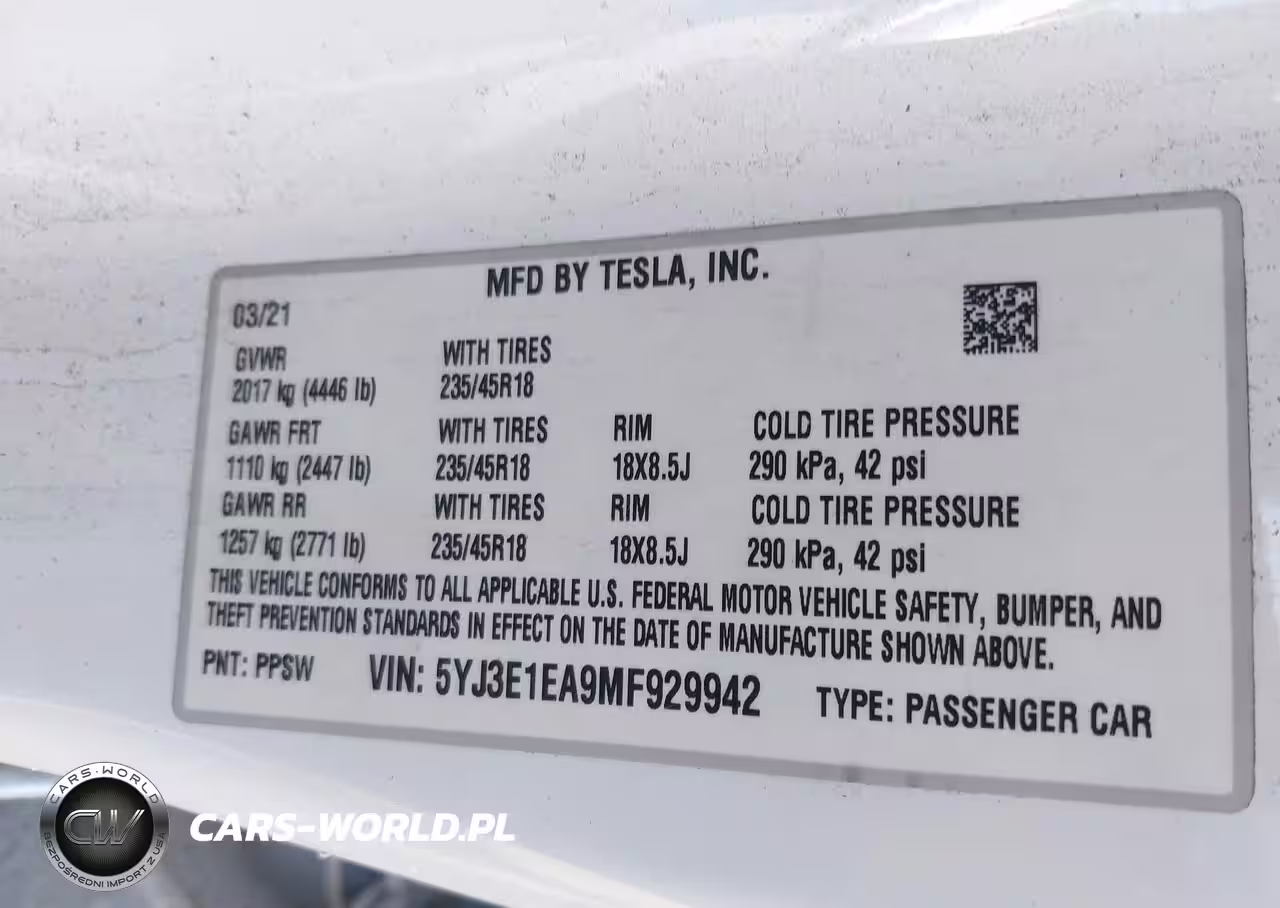 MFD BY TESLA, INC.
03/21
GVWR WITH TIRES
2017 kg (4446 lb) 235/45R18
GAWR FRT WITH TIRES RIM COLD TIRE PRESSURE
1110 kg (2447 lb) 235/45R18 18X8.5J 290 kPa, 42 psi
GAWR RR WITH TIRES RIM COLD TIRE PRESSURE
1257 kg (2771 lb) 235/45R18 18X8.5J 290 kPa, 42 psi
THIS VEHICLE CONFORMS TO ALL APPLICABLE U.S. FEDERAL MOTOR VEHICLE SAFETY, BUMPER, AND
THEFT PREVENTION STANDARDS IN EFFECT ON THE DATE OF MANUFACTURE SHOWN ABOVE.
PNT: PPSW VIN: 5YJ3E1EA9MF929942 TYPE: PASSENGER CAR
CARS-WORLD
CW
BEZPOŚREDNI IMPORT Z USA
CARS-WORLD.PL